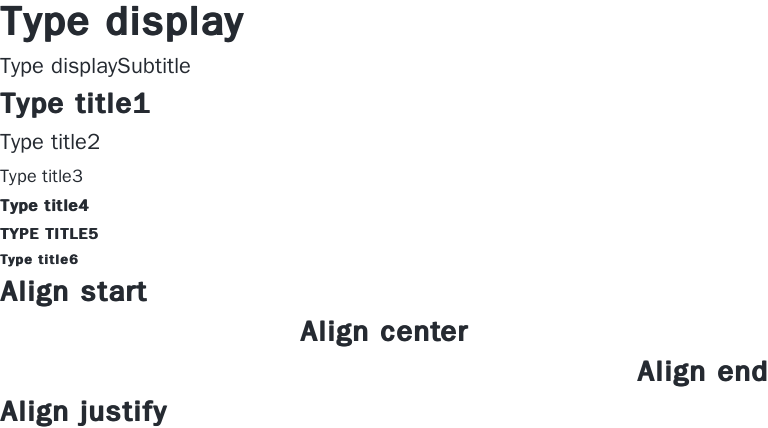 Type display
Type displaySubtitle
Type title1
Type title2
Type title3
Type title4
TYPE TITLE5
Type title6
Align start
Align center
Align end
Align justify